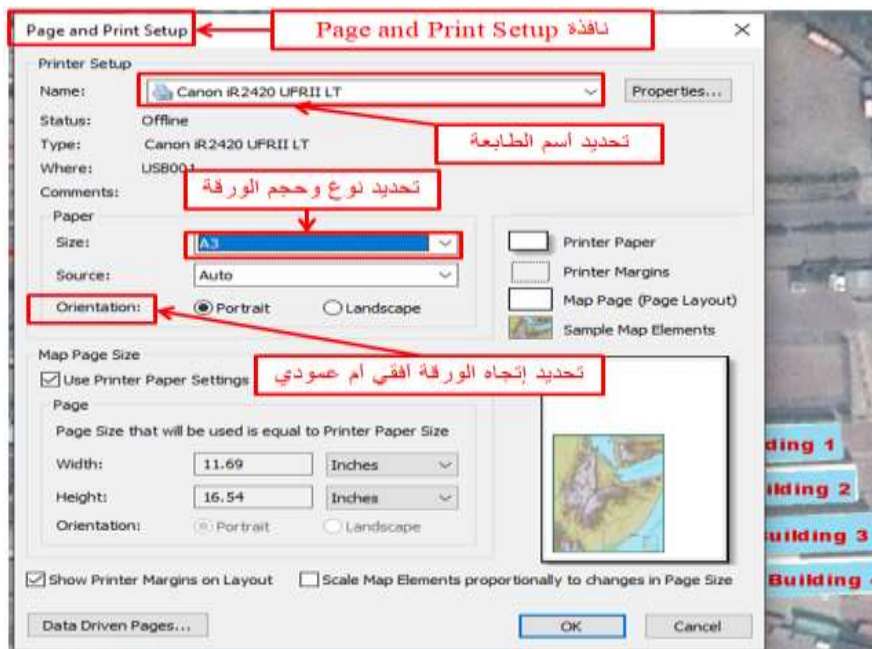 Page and Print Setup
نافذة Page and Print Setup
Printer Setup
Name: Canon iR2420 UFRII LT Properties...
Status: Offline
Type: Canon iR2420 UFRII LT
تحديد أسم الطابعة
Where: USB001
Comments:
تحديد نوع وحجم الورقة
Paper
Size: A3
Source: Auto
Orientation: Portrait Landscape
Printer Paper
Printer Margins
Map Page (Page Layout)
Sample Map Elements
Map Page Size
تحديد إتجاه الورقة أفقي ام عمودي
Use Printer Paper Settings
Page
Page Size that will be used is equal to Printer Paper Size
Width: 11.69 Inches
Height: 16.54 Inches
Orientation: Portrait Landscape
Show Printer Margins on Layout Scale Map Elements proportionally to changes in Page Size
Data Driven Pages... OK Cancel
ding 1
ilding 2
uilding 3
Building